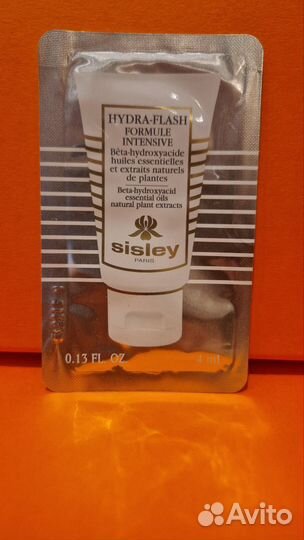 HYDRA-FLASH
FORMULE
INTENSIVE
Bêta-hydroxyacide
huiles essentielles
et extraits naturels
de plantes
Beta-hydroxyacid
essential oils
natural plant extracts
sisley
PARIS
0.13 FL. OZ
4 ml
Avito